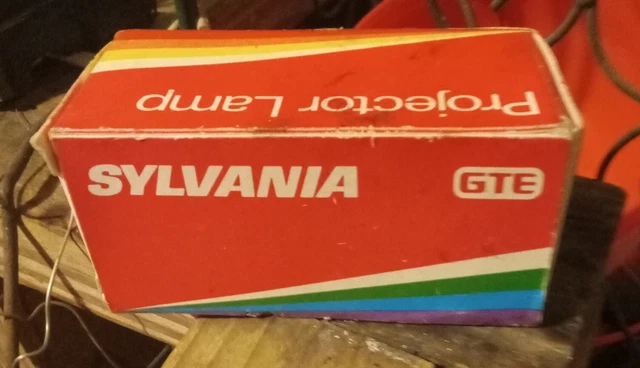 Projector Lamp
SYLVANIA
GTE